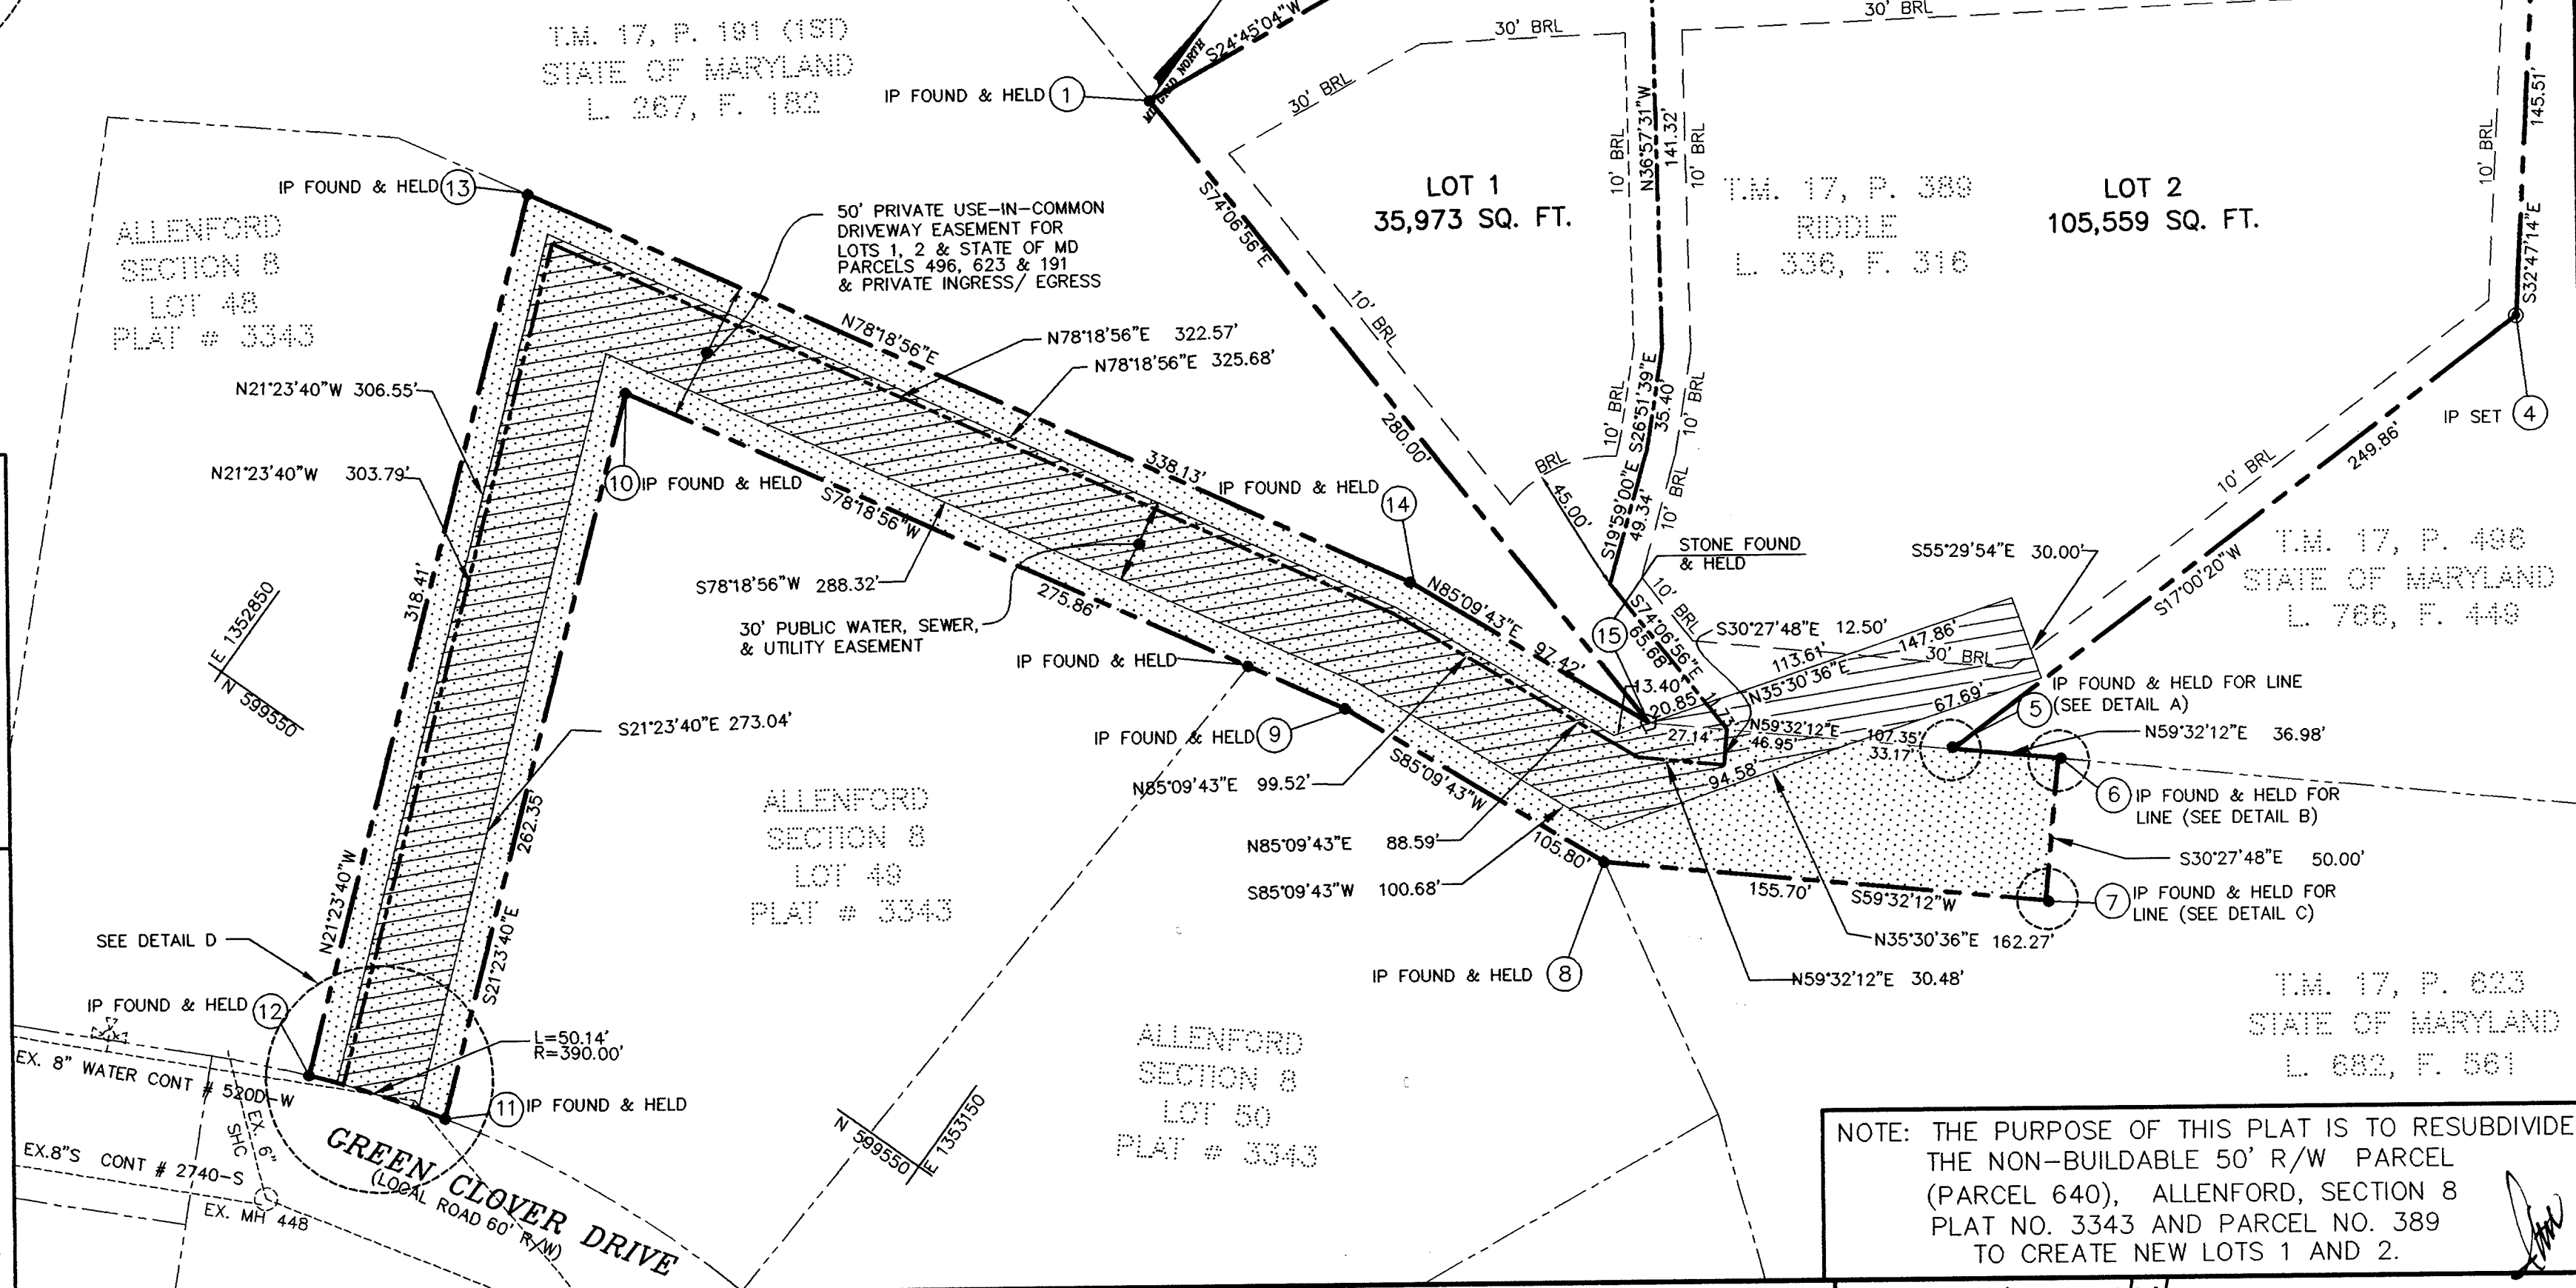 T.M. 17, P. 191 (1ST)
STATE OF MARYLAND
L. 267, F. 182
IP FOUND & HELD 1
MD GRID NORTH
S24°45'04"W
30' BRL
30' BRL
30' BRL
10' BRL
N36°57'31"W
141.32'
10' BRL
10' BRL
145.51'
S32°47'14"E
LOT 1
35,973 SQ. FT.
T.M. 17, P. 389
RIDDLE
L. 336, F. 316
LOT 2
105,559 SQ. FT.
IP FOUND & HELD 13
ALLENFORD
SECTION 8
LOT 48
PLAT # 3343
50' PRIVATE USE-IN-COMMON
DRIVEWAY EASEMENT FOR
LOTS 1, 2 & STATE OF MD
PARCELS 496, 623 & 191
& PRIVATE INGRESS/ EGRESS
S74°06'56"E
10' BRL
280.00'
N78°18'56"E
N78°18'56"E 322.57'
N78°18'56"E 325.68'
338.13'
N21°23'40"W 306.55'
N21°23'40"W 303.79'
10 IP FOUND & HELD
S78°18'56"W
IP FOUND & HELD 14
10' BRL
S26°51'39"E
35.40'
10' BRL
BRL
45.00'
S19°59'00"E
49.34'
10' BRL
IP SET 4
249.86'
10' BRL
S17°00'20"W
STONE FOUND
& HELD
S55°29'54"E 30.00'
T.M. 17, P. 496
STATE OF MARYLAND
L. 766, F. 449
318.41'
E 1352850
N 599550
S78°18'56"W 288.32'
275.86'
30' PUBLIC WATER, SEWER,
& UTILITY EASEMENT
IP FOUND & HELD
N85°09'43"E
97.42'
15
10' BRL
S74°06'56"E
65.68'
S30°27'48"E 12.50'
113.61'
147.86'
30' BRL
N35°30'36"E
13.40'
20.85'
11.73'
67.69'
IP FOUND & HELD FOR LINE
5 (SEE DETAIL A)
N59°32'12"E 36.98'
N59°32'12"E
27.14'
46.95'
107.35'
33.17'
94.58'
S21°23'40"E 273.04'
262.35'
IP FOUND & HELD 9
N85°09'43"E 99.52'
S85°09'43"W
6 IP FOUND & HELD FOR
LINE (SEE DETAIL B)
ALLENFORD
SECTION 8
LOT 49
PLAT # 3343
N85°09'43"E 88.59'
S85°09'43"W 100.68'
105.80'
155.70'
S59°32'12"W
S30°27'48"E 50.00'
7 IP FOUND & HELD FOR
LINE (SEE DETAIL C)
N35°30'36"E 162.27'
N59°32'12"E 30.48'
IP FOUND & HELD 8
N21°23'40"W
S21°23'40"E
SEE DETAIL D
IP FOUND & HELD 12
L=50.14'
R=390.00'
11 IP FOUND & HELD
EX. 8" WATER CONT # 520D-W
EX. 6"
SHC
EX.8"S CONT # 2740-S
EX. MH 448
GREEN CLOVER DRIVE
(LOCAL ROAD 60' R/W)
N 599550
E 1353150
ALLENFORD
SECTION 8
LOT 50
PLAT # 3343
T.M. 17, P. 623
STATE OF MARYLAND
L. 682, F. 561
NOTE: THE PURPOSE OF THIS PLAT IS TO RESUBDIVIDE
THE NON-BUILDABLE 50' R/W PARCEL
(PARCEL 640), ALLENFORD, SECTION 8
PLAT NO. 3343 AND PARCEL NO. 389
TO CREATE NEW LOTS 1 AND 2.